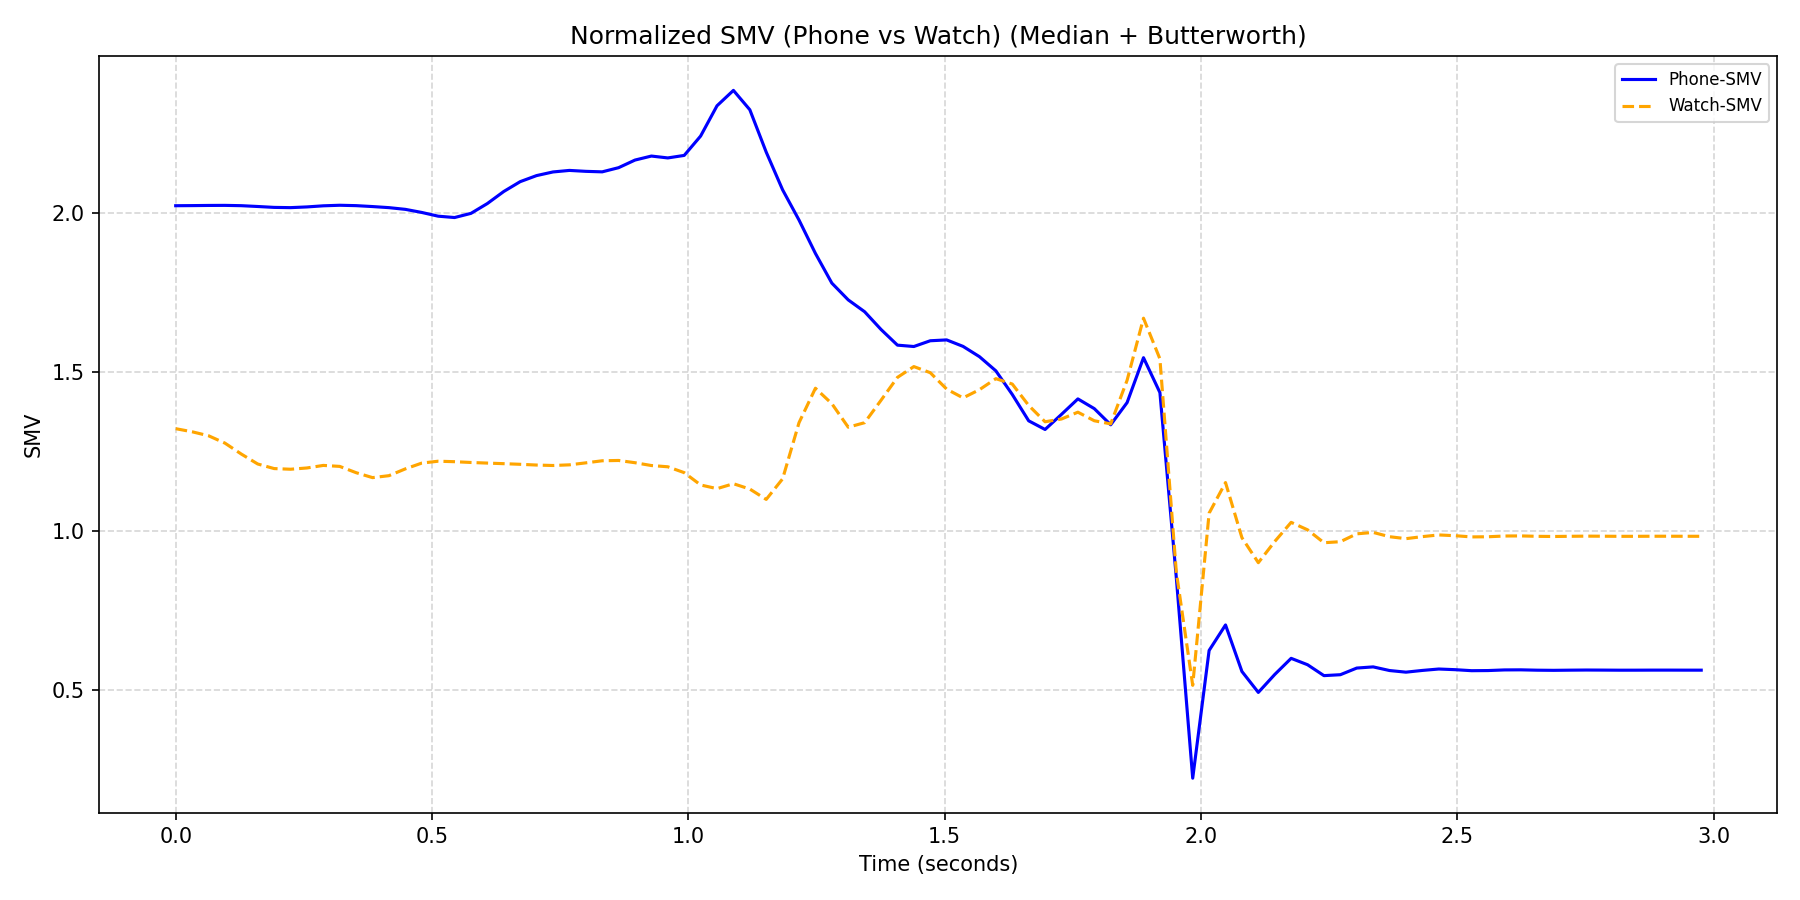 Normalized SMV (Phone vs Watch) (Median + Butterworth)
Phone-SMV
Watch-SMV
SMV
2.0
1.5
1.0
0.5
0.0
0.5
1.0
1.5
2.0
2.5
3.0
Time (seconds)